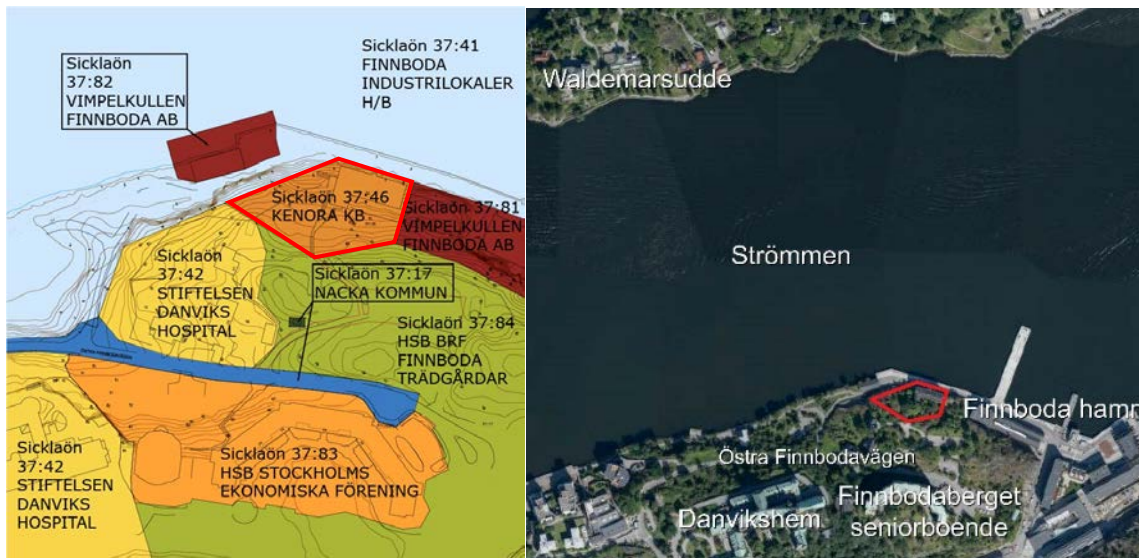 Sicklaön
37:82
VIMPELKULLEN
FINNBODA AB
Sicklaön 37:41
FINNBODA
INDUSTRILOKALER
H/B
Sicklaön 37:46
KENORA KB
Sicklaön 37:81
VIMPELKULLEN
FINNBODA AB
Sicklaön
37:42
STIFTELSEN
DANVIKS
HOSPITAL
Sicklaön 37:17
NACKA KOMMUN
Sicklaön 37:84
HSB BRF
FINNBODA
TRÄDGÅRDAR
Sicklaön
37:42
STIFTELSEN
DANVIKS
HOSPITAL
Sicklaön 37:83
HSB STOCKHOLMS
EKONOMISKA FÖRENING
Waldemarsudde
Strömmen
Finnboda hamn
Östra Finnbodavägen
Danvikshem
Finnbodaberget
seniorboende